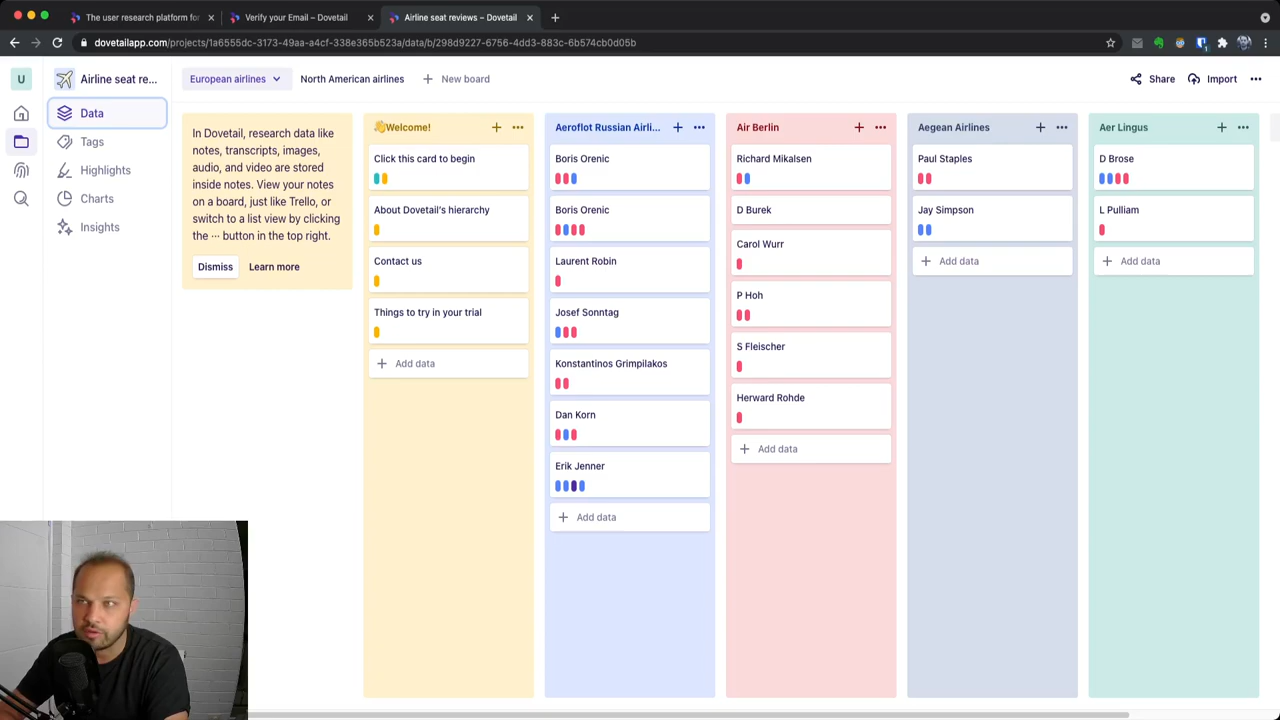 The user research platform for
Verify your Email – Dovetail
Airline seat reviews – Dovetail
dovetailapp.com/projects/1a6555dc-3173-49aa-a4cf-338e365b523a/data/b/298d9227-6756-4dd3-883c-6b574cb0d05b
U
Airline seat re...
European airlines
North American airlines
New board
Share
Import
Data
Tags
Highlights
Charts
Insights
In Dovetail, research data like
notes, transcripts, images,
audio, and video are stored
inside notes. View your notes
on a board, just like Trello, or
switch to a list view by clicking
the ··· button in the top right.
Dismiss
Learn more
👋Welcome!
Click this card to begin
About Dovetail's hierarchy
Contact us
Things to try in your trial
Add data
Aeroflot Russian Airli...
Boris Orenic
Boris Orenic
Laurent Robin
Josef Sonntag
Konstantinos Grimpilakos
Dan Korn
Erik Jenner
Add data
Air Berlin
Richard Mikalsen
D Burek
Carol Wurr
P Hoh
S Fleischer
Herward Rohde
Add data
Aegean Airlines
Paul Staples
Jay Simpson
Add data
Aer Lingus
D Brose
L Pulliam
Add data